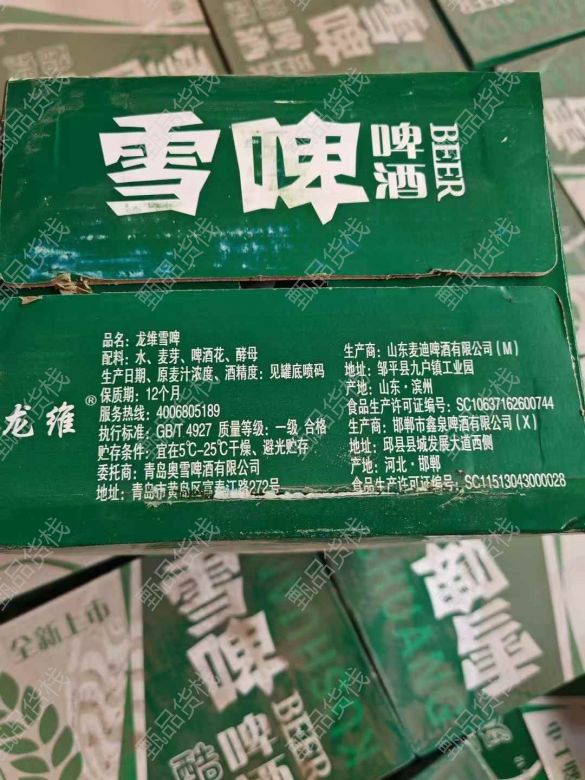 雪啤
啤酒
BEER
龙维®
品名：龙维雪啤
配料：水、麦芽、啤酒花、酵母
生产日期、原麦汁浓度、酒精度：见罐底喷码
保质期：12个月
服务热线：4006805189
执行标准：GB/T 4927 质量等级：一级 合格
贮存条件：宜在5℃-25℃干燥、避光贮存
委托商：青岛奥雪啤酒有限公司
地址：青岛市黄岛区富春江路272号
生产商：山东麦迪啤酒有限公司(M)
地址：邹平县九户镇工业园
产地：山东·滨州
食品生产许可证编号：SC10637162600744
生产商：邯郸市鑫泉啤酒有限公司(X)
地址：邱县县城发展大道西侧
产地：河北·邯郸
食品生产许可证编号：SC11513043000028
雪啤
啤酒
BEER
雪啤
甄品货栈